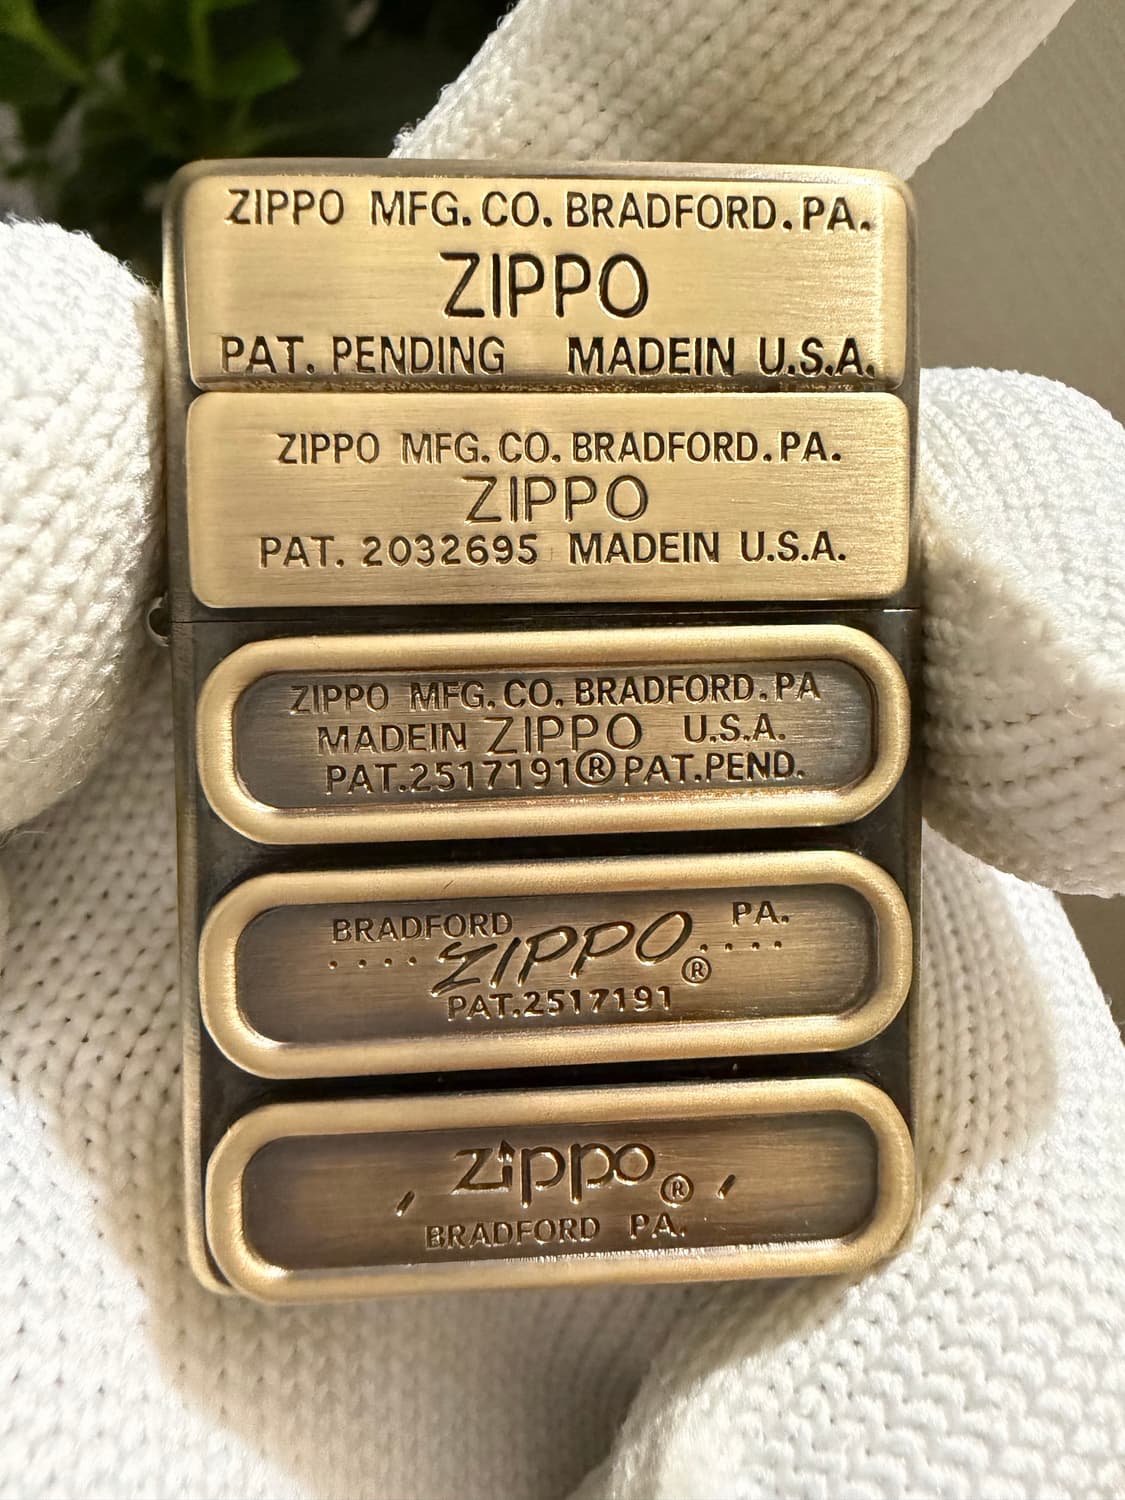 ZIPPO MFG. CO. BRADFORD. PA.
ZIPPO
PAT. PENDING MADEIN U.S.A.
ZIPPO MFG. CO. BRADFORD. PA.
ZIPPO
PAT. 2032695 MADEIN U.S.A.
ZIPPO MFG. CO. BRADFORD. PA
MADEIN ZIPPO U.S.A.
PAT.2517191® PAT.PEND.
BRADFORD ZIPPO® PA.
PAT.2517191
zippo®
BRADFORD PA.